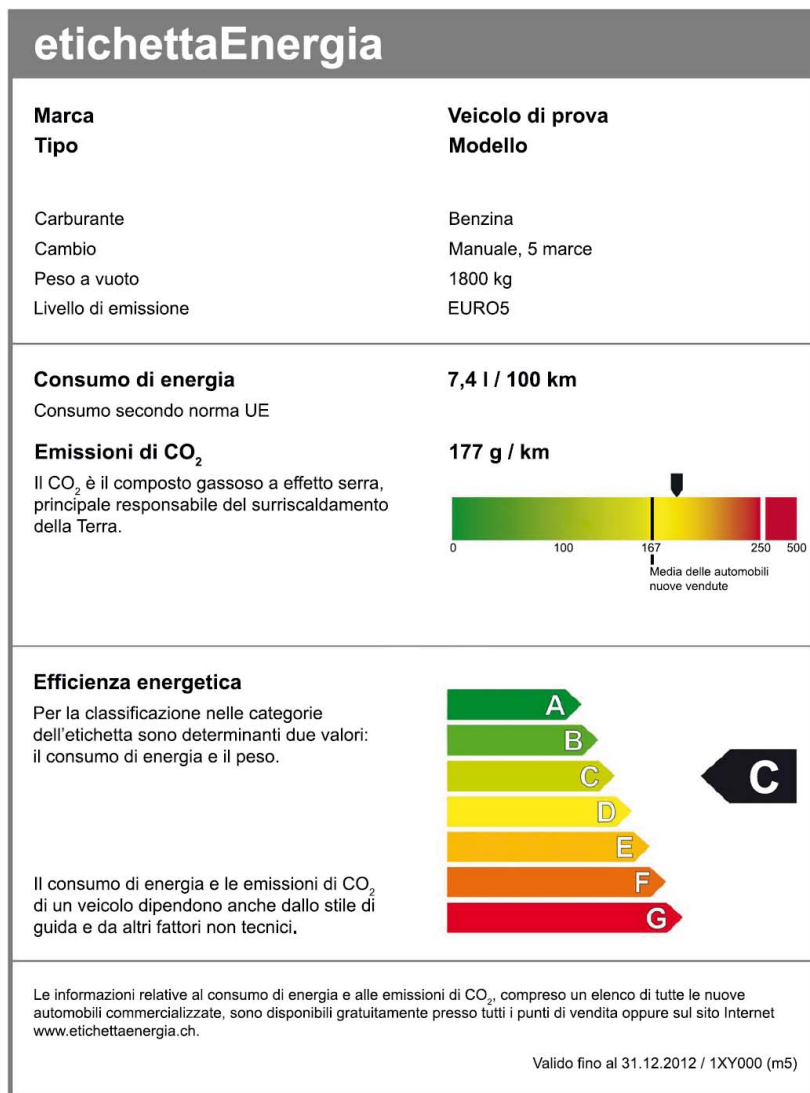 etichettaEnergia
Marca Veicolo di prova
Tipo Modello
Carburante Benzina
Cambio Manuale, 5 marce
Peso a vuoto 1800 kg
Livello di emissione EURO5
Consumo di energia 7,4 l / 100 km
Consumo secondo norma UE
Emissioni di CO₂ 177 g / km
Il CO₂ è il composto gassoso a effetto serra,
principale responsabile del surriscaldamento
della Terra.
0 100 167 250 500
Media delle automobili
nuove vendute
Efficienza energetica
Per la classificazione nelle categorie
dell'etichetta sono determinanti due valori:
il consumo di energia e il peso.
A
B
C
D
E
F
G
C
Il consumo di energia e le emissioni di CO₂
di un veicolo dipendono anche dallo stile di
guida e da altri fattori non tecnici.
Le informazioni relative al consumo di energia e alle emissioni di CO₂, compreso un elenco di tutte le nuove
automobili commercializzate, sono disponibili gratuitamente presso tutti i punti di vendita oppure sul sito Internet
www.etichettaenergia.ch.
Valido fino al 31.12.2012 / 1XY000 (m5)